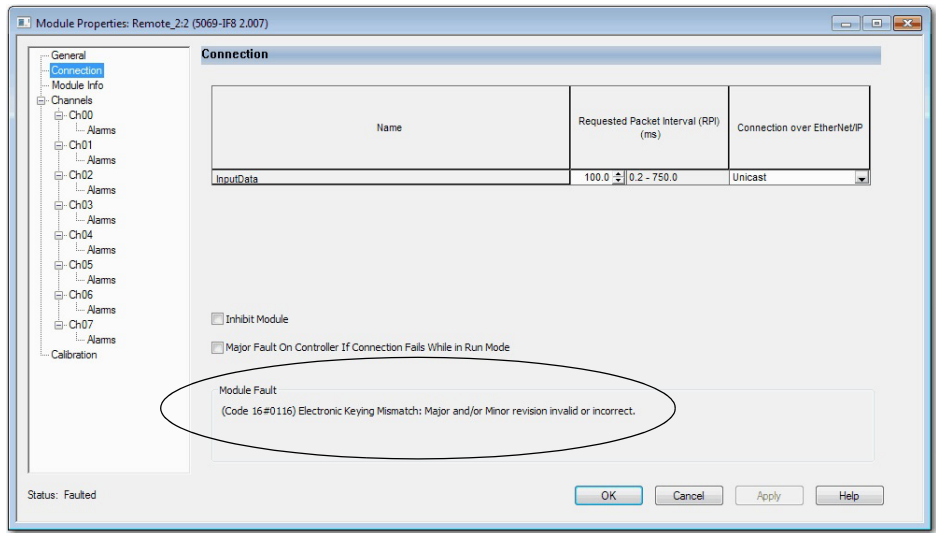 Module Properties: Remote_2:2 (5069-IF8 2.007)
General
Connection
Module Info
Channels
Ch00
Alarms
Ch01
Alarms
Ch02
Alarms
Ch03
Alarms
Ch04
Alarms
Ch05
Alarms
Ch06
Alarms
Ch07
Alarms
Calibration
Connection
Name
Requested Packet Interval (RPI)
(ms)
Connection over EtherNet/IP
InputData 100.0 0.2 - 750.0 Unicast
Inhibit Module
Major Fault On Controller If Connection Fails While in Run Mode
Module Fault
(Code 16#0116) Electronic Keying Mismatch: Major and/or Minor revision invalid or incorrect.
Status: Faulted
OK Cancel Apply Help